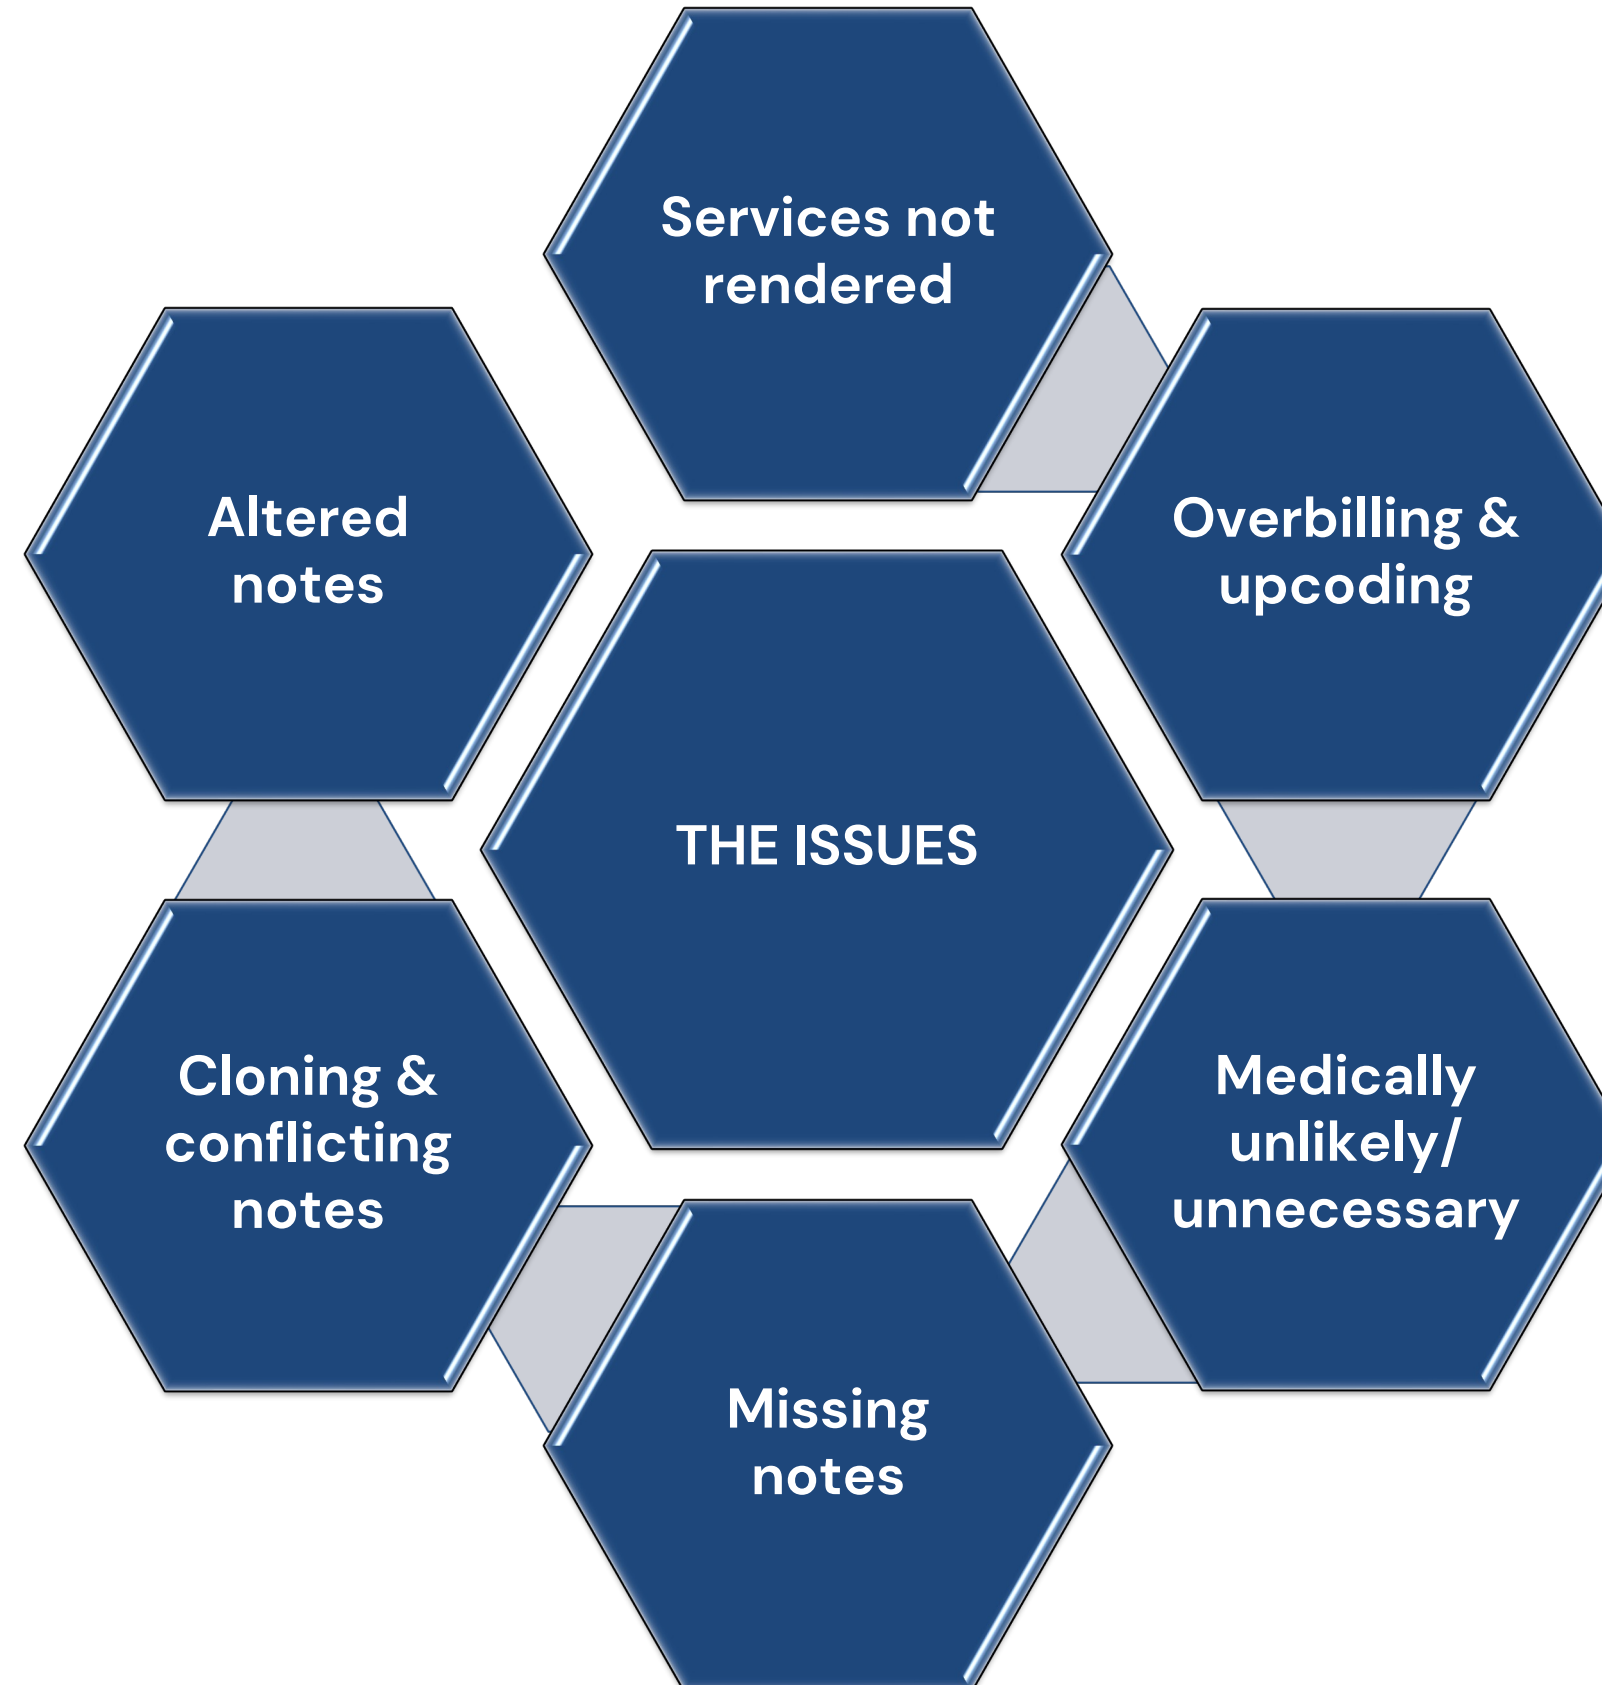 Services not
rendered
Overbilling &
upcoding
Medically
unlikely/
unnecessary
Missing
notes
Cloning &
conflicting
notes
Altered
notes
THE ISSUES